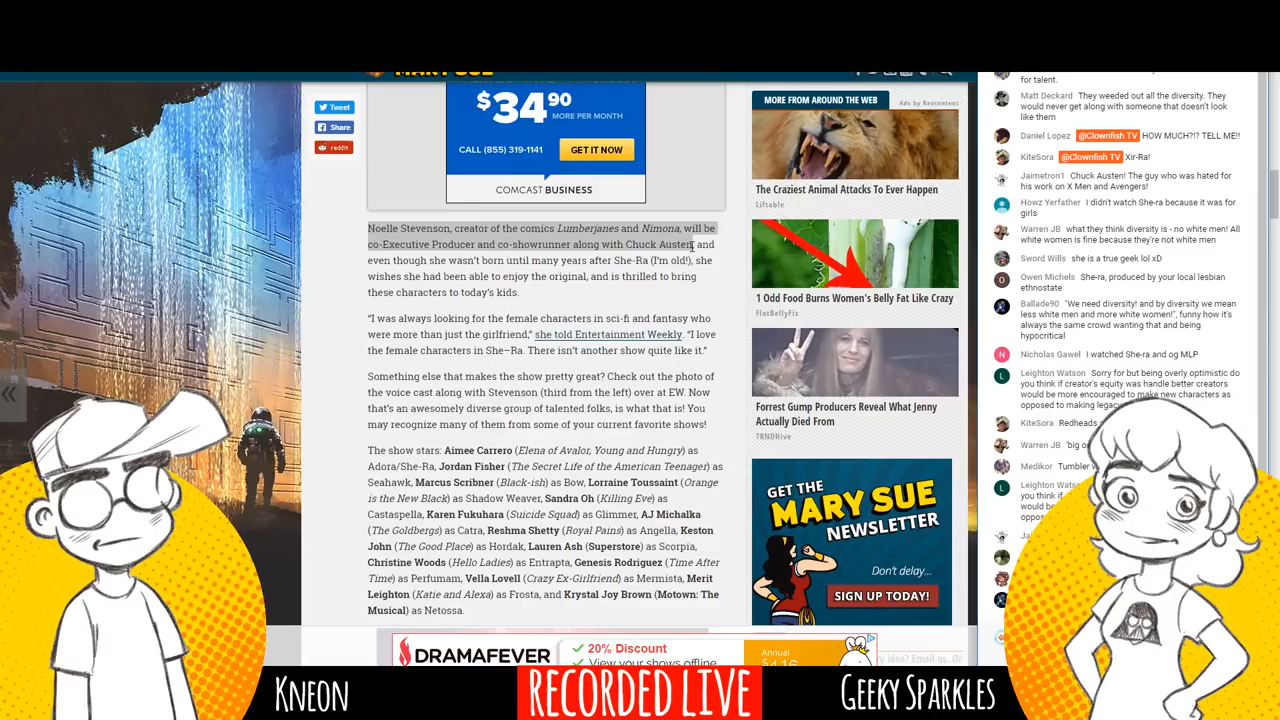 MARY SUE
Tweet
Share
reddit
$34.90
MORE PER MONTH
CALL (855) 319-1141
GET IT NOW
COMCAST BUSINESS
Noelle Stevenson, creator of the comics Lumberjanes and Nimona, will be
co-Executive Producer and co-showrunner along with Chuck Austen, and
even though she wasn't born until many years after She-Ra (I'm old!), she
wishes she had been able to enjoy the original, and is thrilled to bring
these characters to today's kids.
“I was always looking for the female characters in sci-fi and fantasy who
were more than just the girlfriend,” she told Entertainment Weekly. “I love
the female characters in She–Ra. There isn't another show quite like it.”
Something else that makes the show pretty great? Check out the photo of
the voice cast along with Stevenson (third from the left) over at EW. Now
that's an awesomely diverse group of talented folks, is what that is! You
may recognize many of them from some of your current favorite shows!
The show stars: Aimee Carrero (Elena of Avalor, Young and Hungry) as
Adora/She-Ra, Jordan Fisher (The Secret Life of the American Teenager) as
Seahawk, Marcus Scribner (Black-ish) as Bow, Lorraine Toussaint (Orange
is the New Black) as Shadow Weaver, Sandra Oh (Killing Eve) as
Castaspella, Karen Fukuhara (Suicide Squad) as Glimmer, AJ Michalka
(The Goldbergs) as Catra, Reshma Shetty (Royal Pains) as Angella, Keston
John (The Good Place) as Hordak, Lauren Ash (Superstore) as Scorpia,
Christine Woods (Hello Ladies) as Entrapta, Genesis Rodriguez (Time After
Time) as Perfumam, Vella Lovell (Crazy Ex-Girlfriend) as Mermista, Merit
Leighton (Katie and Alexa) as Frosta, and Krystal Joy Brown (Motown: The
Musical) as Netossa.
DRAMAFEVER
20% Discount
View your shows offline
Annual
$4.16
MORE FROM AROUND THE WEB
Ads by Revcontent
The Craziest Animal Attacks To Ever Happen
Liftable
1 Odd Food Burns Women's Belly Fat Like Crazy
FlatBellyFix
Forrest Gump Producers Reveal What Jenny
Actually Died From
TRNDHive
GET THE
MARY SUE
NEWSLETTER
Don't delay...
SIGN UP TODAY!
idea? Email us. Or
for talent.
Matt Deckard They weeded out all the diversity. They
would never get along with someone that doesn't look
like them
Daniel Lopez @Clownfish TV HOW MUCH?!? TELL ME!!
KiteSora @Clownfish TV Xir-Ra!
Jaimetron1 Chuck Austen! The guy who was hated for
his work on X Men and Avengers!
Howz Yerfather I didn't watch She-ra because it was for
girls
Warren JB what they think diversity is - no white men! All
white women is fine because they're not white men
Sword Wills she is a true geek lol xD
Owen Michels She-ra, produced by your local lesbian
ethnostate
Ballade90 “We need diversity! and by diversity we mean
less white men and more white women!”, funny how it's
always the same crowd wanting that and being
hypocritical
Nicholas Gawel I watched She-ra and og MLP
Leighton Watson Sorry for but being overly optimistic do
you think if creator's equity was handle better creators
would be more encouraged to make new characters as
opposed to making legacy
KiteSora Redheads
Warren JB 'big
Medikor Tumbler
Leighton Watson
you think if
KNEON
RECORDED LIVE
GEEKY SPARKLES